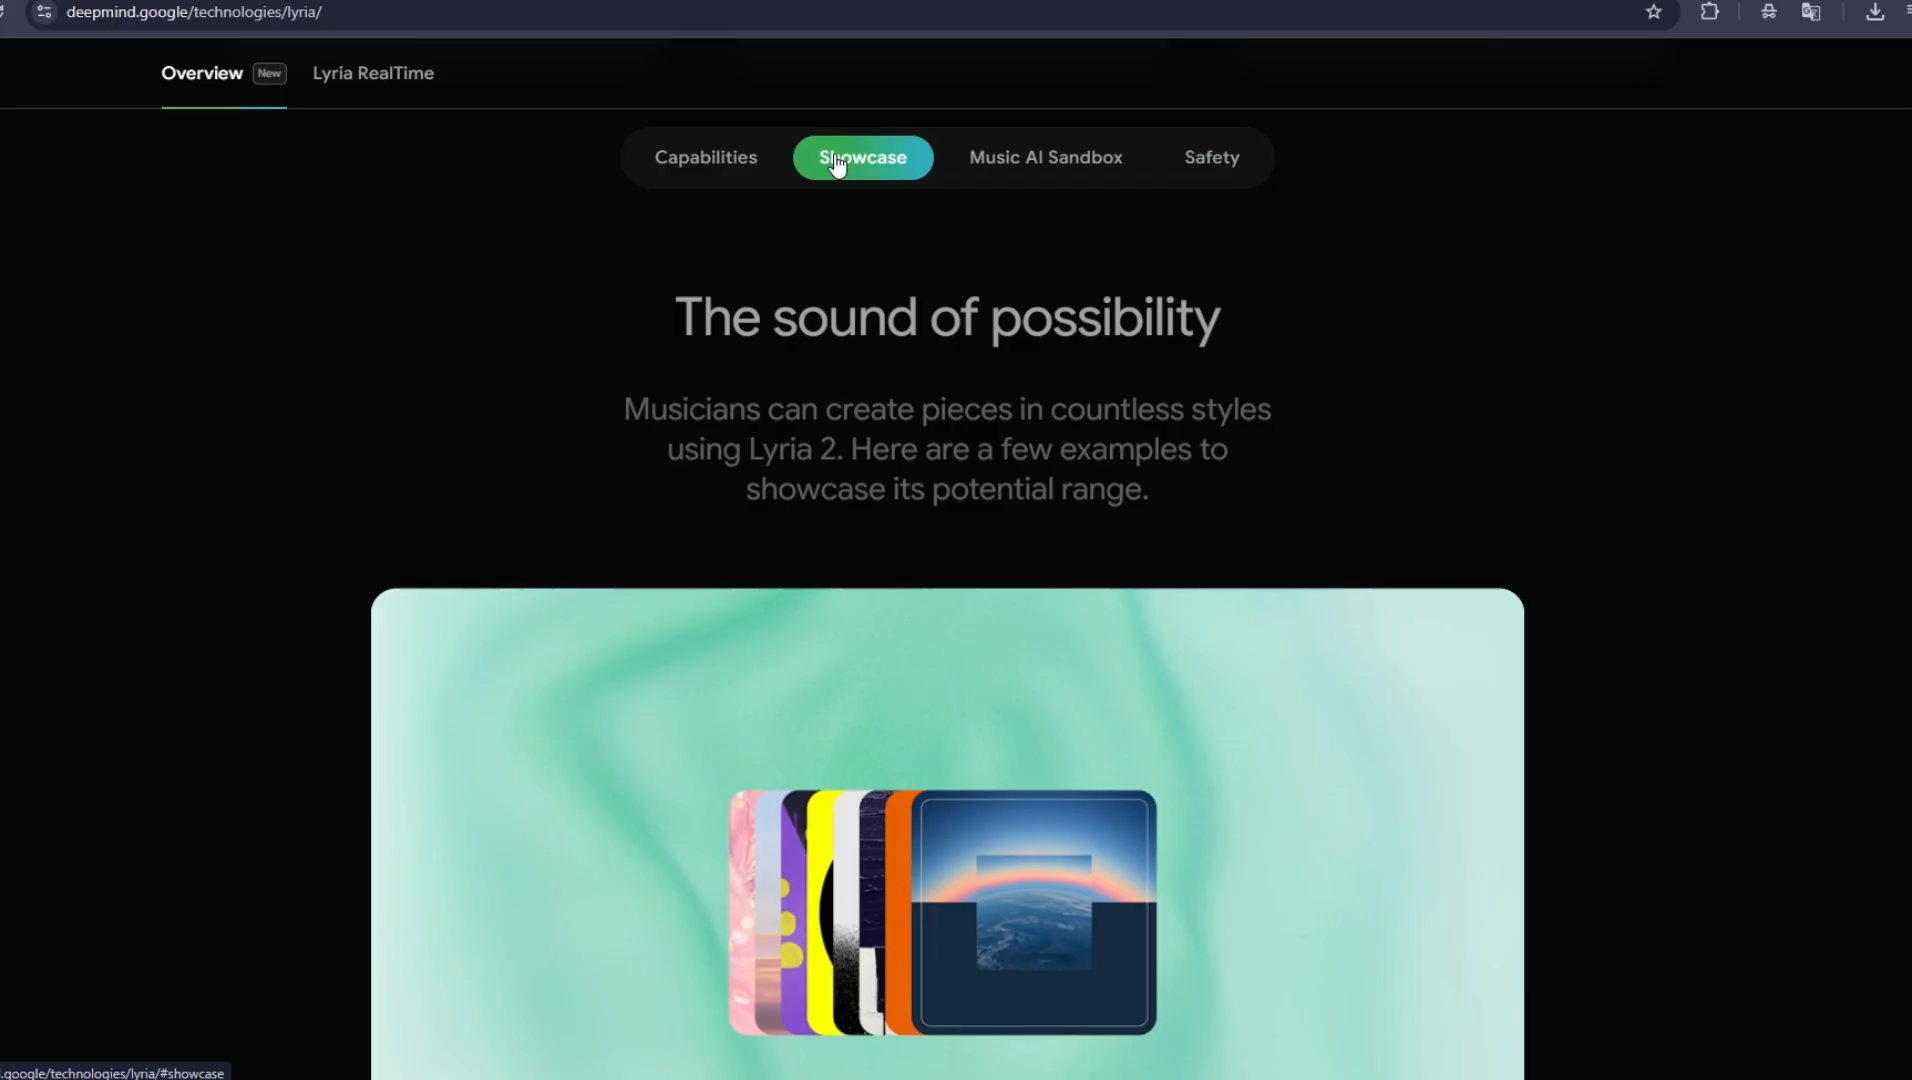 deepmind.google/technologies/lyria/
Overview New Lyria RealTime
Capabilities Showcase Music AI Sandbox Safety
The sound of possibility
Musicians can create pieces in countless styles
using Lyria 2. Here are a few examples to
showcase its potential range.
l.google/technologies/lyria/#showcase